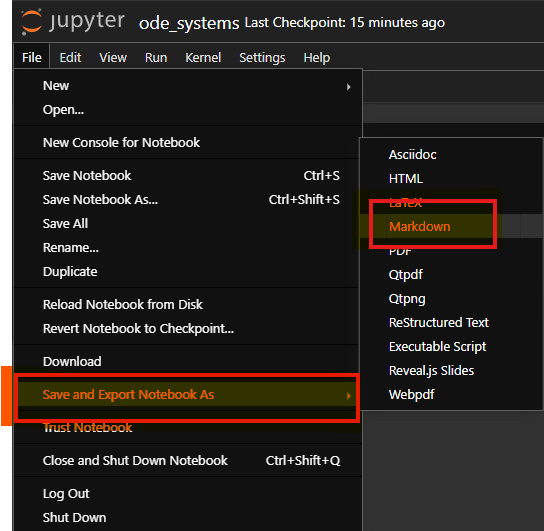 jupyter ode_systems Last Checkpoint: 15 minutes ago
File Edit View Run Kernel Settings Help
New
Open...
New Console for Notebook
Save Notebook Ctrl+S
Save Notebook As... Ctrl+Shift+S
Save All
Rename...
Duplicate
Reload Notebook from Disk
Revert Notebook to Checkpoint...
Download
Save and Export Notebook As
Trust Notebook
Close and Shut Down Notebook Ctrl+Shift+Q
Log Out
Shut Down
Asciidoc
HTML
LaTeX
Markdown
PDF
Qtpdf
Qtpng
ReStructured Text
Executable Script
Reveal.js Slides
Webpdf